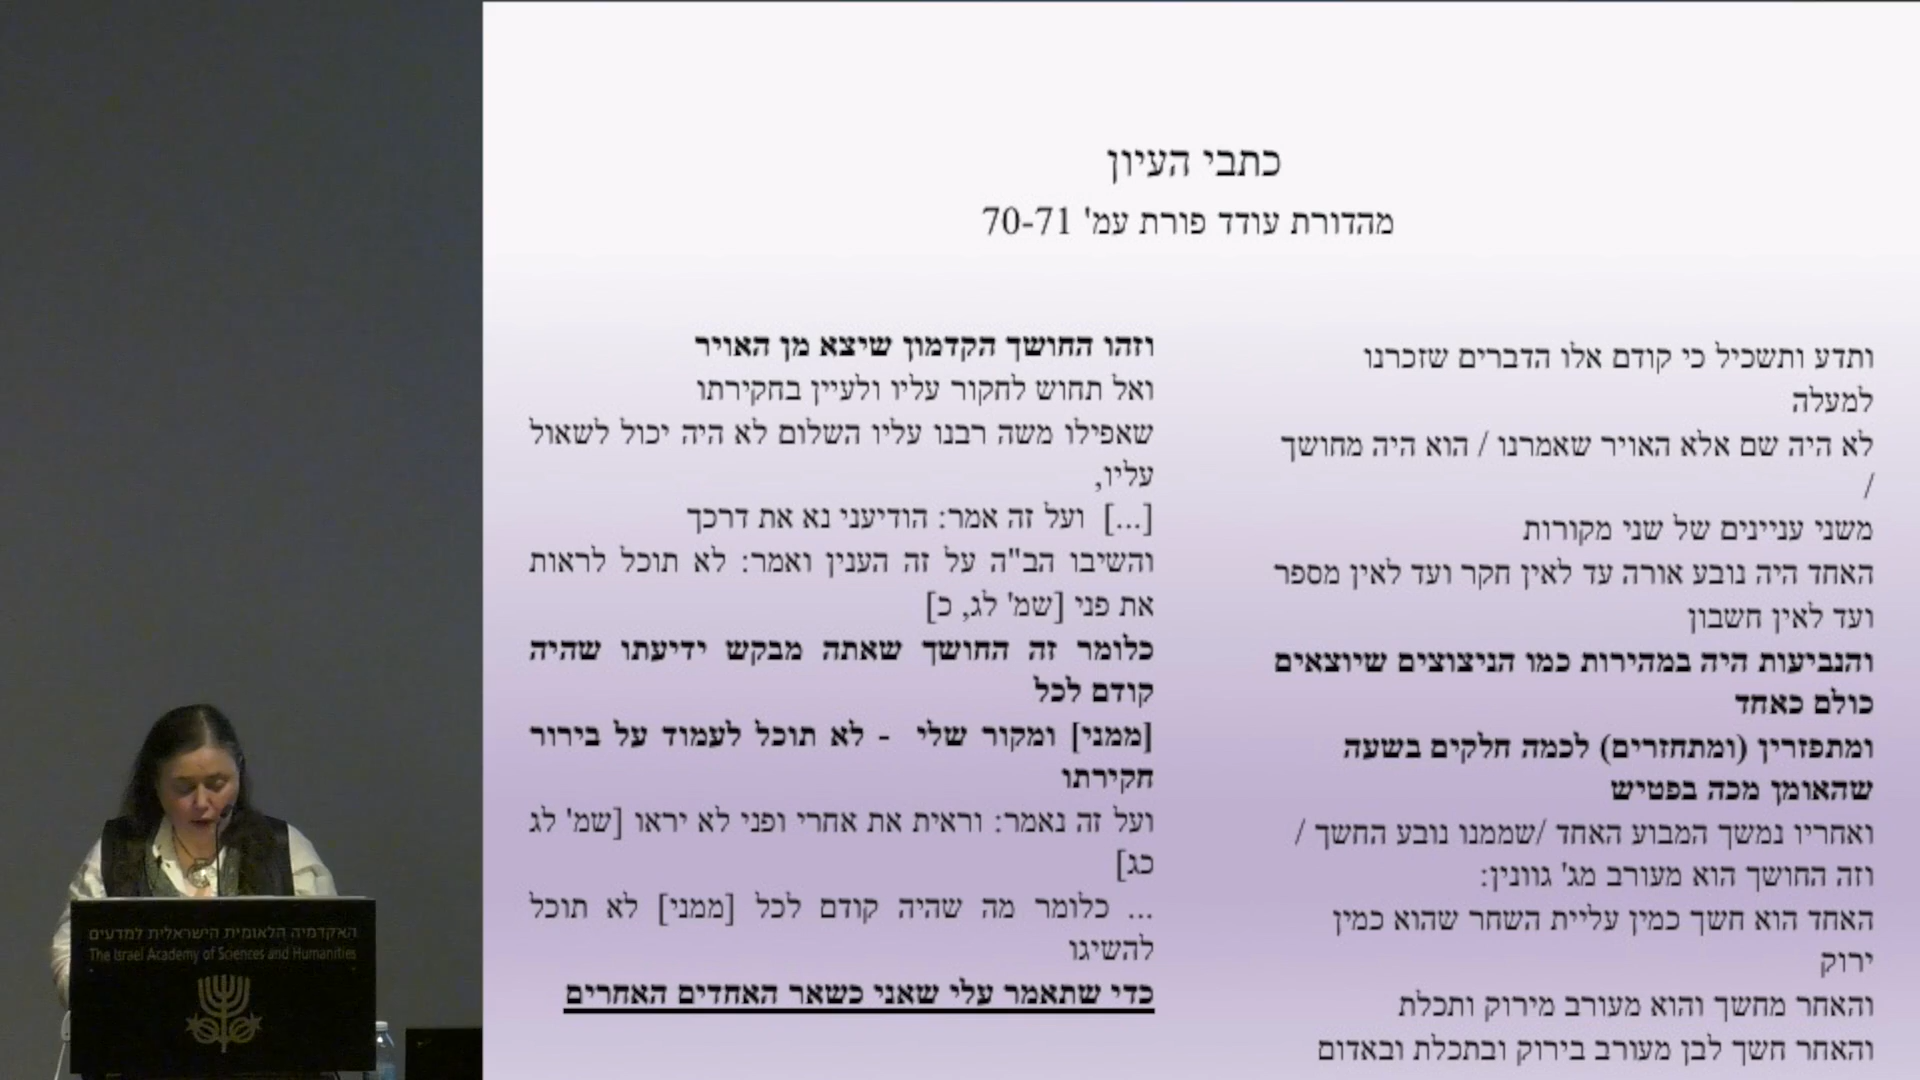 כתבי העיון
מהדורת עודד פורת עמ' 70-71
ותדע ותשכיל כי קודם אלו הדברים שזכרנו
למעלה
לא היה שם אלא האויר שאמרנו / הוא היה מחושך
/
משני עניינים של שני מקורות
האחד היה נובע אורה עד לאין חקר ועד לאין מספר
ועד לאין חשבון
והנביעות היה במהירות כמו הניצוצים שיוצאים
כולם כאחד
ומתפזרין (ומתחזרים) לכמה חלקים בשעה
שהאומן מכה בפטיש
ואחריו נמשך המבוע האחד /שממנו נובע החשך /
וזה החושך הוא מעורב מג' גוונין:
האחד הוא חשך כמין עליית השחר שהוא כמין
ירוק
והאחר מחשך והוא מעורב מירוק ותכלת
והאחר חשך לבן מעורב בירוק ובתכלת ובאדום
וזהו החושך הקדמון שיצא מן האויר
ואל תחוש לחקור עליו ולעיין בחקירתו
שאפילו משה רבנו עליו השלום לא היה יכול לשאול
עליו,
[...] ועל זה אמר: הודיעני נא את דרכך
והשיבו הב"ה על זה הענין ואמר: לא תוכל לראות
את פני [שמ' לג, כ]
כלומר זה החושך שאתה מבקש ידיעתו שהיה
קודם לכל
[ממני] ומקור שלי - לא תוכל לעמוד על בירור
חקירתו
ועל זה נאמר: וראית את אחרי ופני לא יראו [שמ' לג
כג]
... כלומר מה שהיה קודם לכל [ממני] לא תוכל
להשיגו
כדי שתאמר עלי שאני כשאר האחדים האחרים
האקדמיה הלאומית הישראלית למדעים
The Israel Academy of Sciences and Humanities